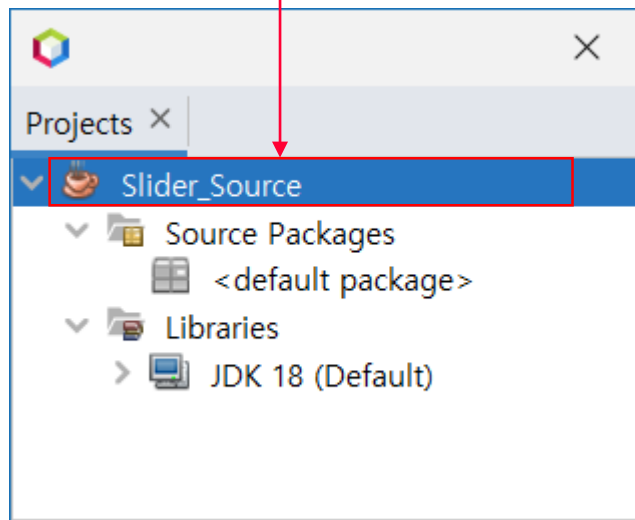 Projects
Slider_Source
Source Packages
<default package>
Libraries
JDK 18 (Default)